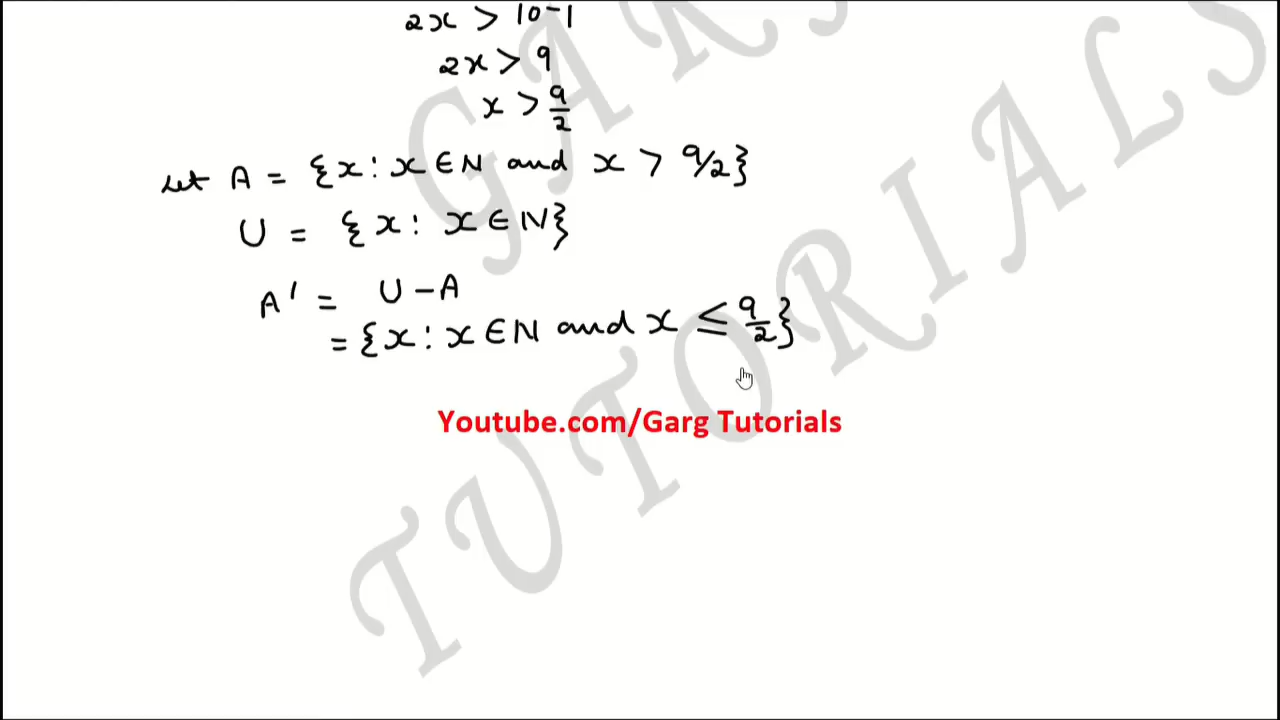 2x > 10-1
2x > 9
x > 9/2
Let A = {x : x ∈ N and x > 9/2}
U = {x : x ∈ N}
A' = U - A
= {x : x ∈ N and x ≤ 9/2}
Youtube.com/Garg Tutorials
GARG
TUTORIALS